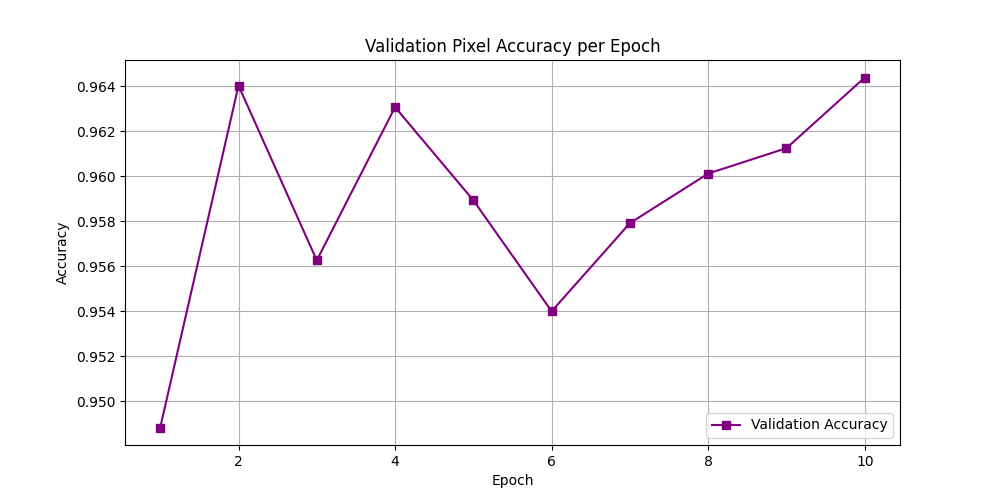 Validation Pixel Accuracy per Epoch
Accuracy
0.964
0.962
0.960
0.958
0.956
0.954
0.952
0.950
Validation Accuracy
2 4 6 8 10
Epoch